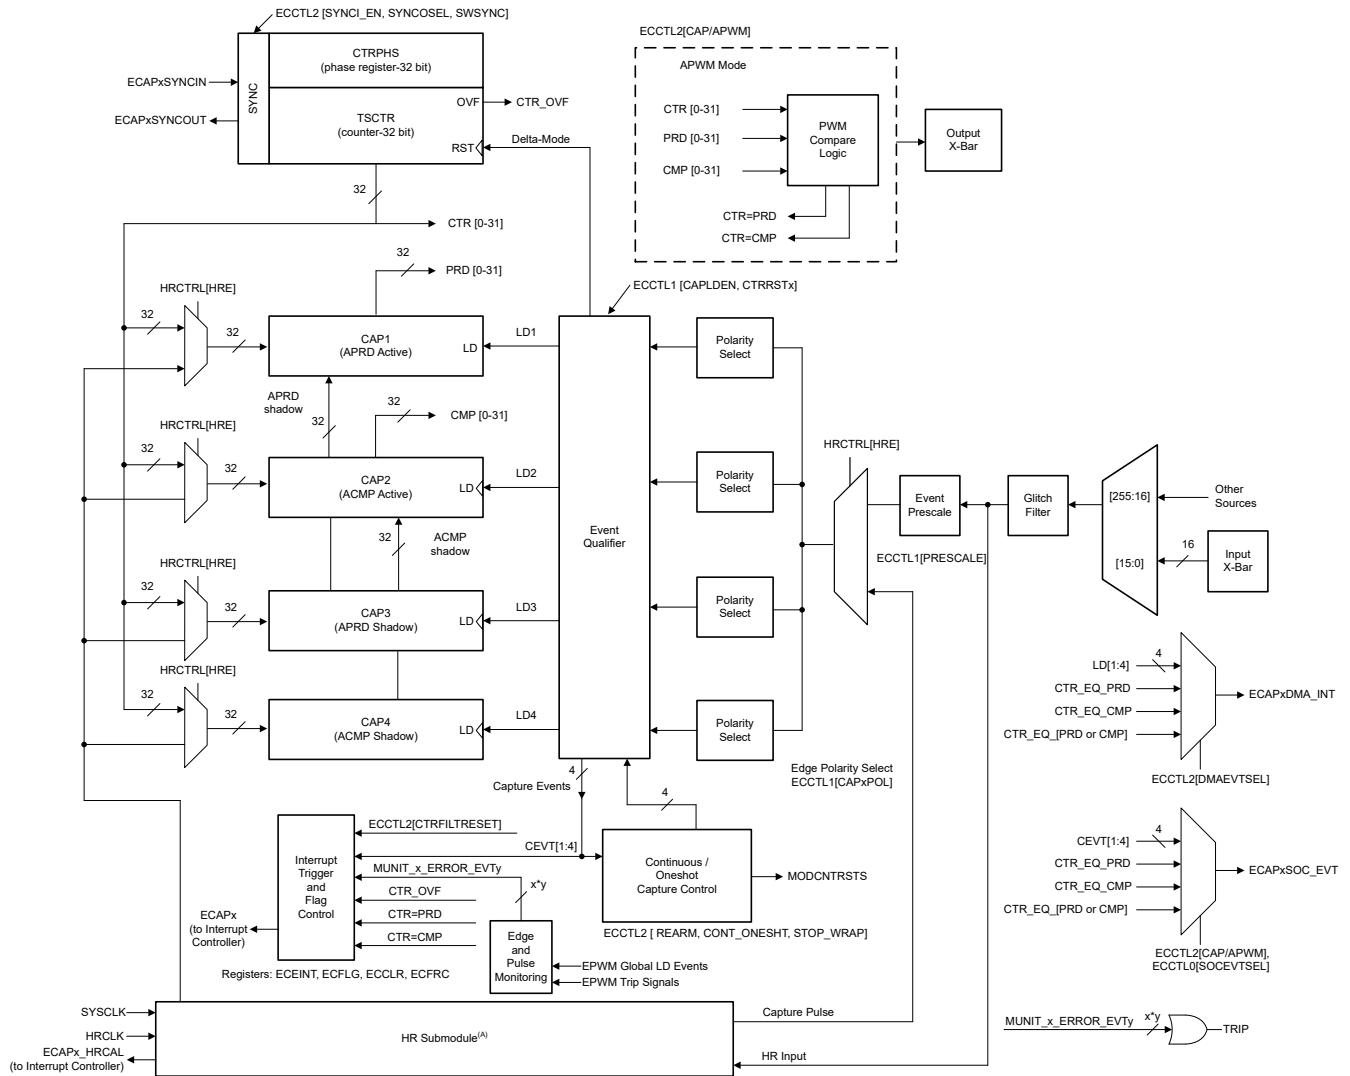 ECCTL2 [SYNCI_EN, SYNCOSEL, SWSYNC]
CTRPHS
(phase register-32 bit)
SYNC
ECAPxSYNCIN
ECAPxSYNCOUT
TSCTR
(counter-32 bit)
OVF
CTR_OVF
RST
Delta-Mode
32
CTR [0-31]
32
PRD [0-31]
ECCTL2[CAP/APWM]
APWM Mode
CTR [0-31]
PRD [0-31]
CMP [0-31]
PWM
Compare
Logic
CTR=PRD
CTR=CMP
Output
X-Bar
ECCTL1 [CAPLDEN, CTRRSTx]
HRCTRL[HRE]
32
32
CAP1
(APRD Active)
LD
LD1
Polarity
Select
APRD
shadow
32
32
CMP [0-31]
HRCTRL[HRE]
32
32
CAP2
(ACMP Active)
LD
LD2
Polarity
Select
32
ACMP
shadow
Event
Qualifier
HRCTRL[HRE]
32
32
CAP3
(APRD Shadow)
LD
LD3
Polarity
Select
HRCTRL[HRE]
32
32
CAP4
(ACMP Shadow)
LD
LD4
Polarity
Select
HRCTRL[HRE]
Event
Prescale
ECCTL1[PRESCALE]
Glitch
Filter
[255:16]
[15:0]
Other
Sources
16
Input
X-Bar
Edge Polarity Select
ECCTL1[CAPxPOL]
4
Capture Events
4
LD[1:4]
4
CTR_EQ_PRD
CTR_EQ_CMP
CTR_EQ_[PRD or CMP]
ECAPxDMA_INT
ECCTL2[DMAEVTSEL]
Interrupt
Trigger
and
Flag
Control
ECCTL2[CTRFILTRESET]
CEVT[1:4]
MUNIT_x_ERROR_EVTy
CTR_OVF
CTR=PRD
CTR=CMP
x*y
Continuous /
Oneshot
Capture Control
MODCNTRSTS
ECCTL2 [ REARM, CONT_ONESHT, STOP_WRAP]
ECAPx
(to Interrupt
Controller)
Registers: ECEINT, ECFLG, ECCLR, ECFRC
Edge
and
Pulse
Monitoring
EPWM Global LD Events
EPWM Trip Signals
CEVT[1:4]
4
CTR_EQ_PRD
CTR_EQ_CMP
CTR_EQ_[PRD or CMP]
ECAPxSOC_EVT
ECCTL2[CAP/APWM],
ECCTL0[SOCEVTSEL]
SYSCLK
HRCLK
ECAPx_HRCAL
(to Interrupt Controller)
HR Submodule(A)
Capture Pulse
HR Input
MUNIT_x_ERROR_EVTy
x*y
TRIP